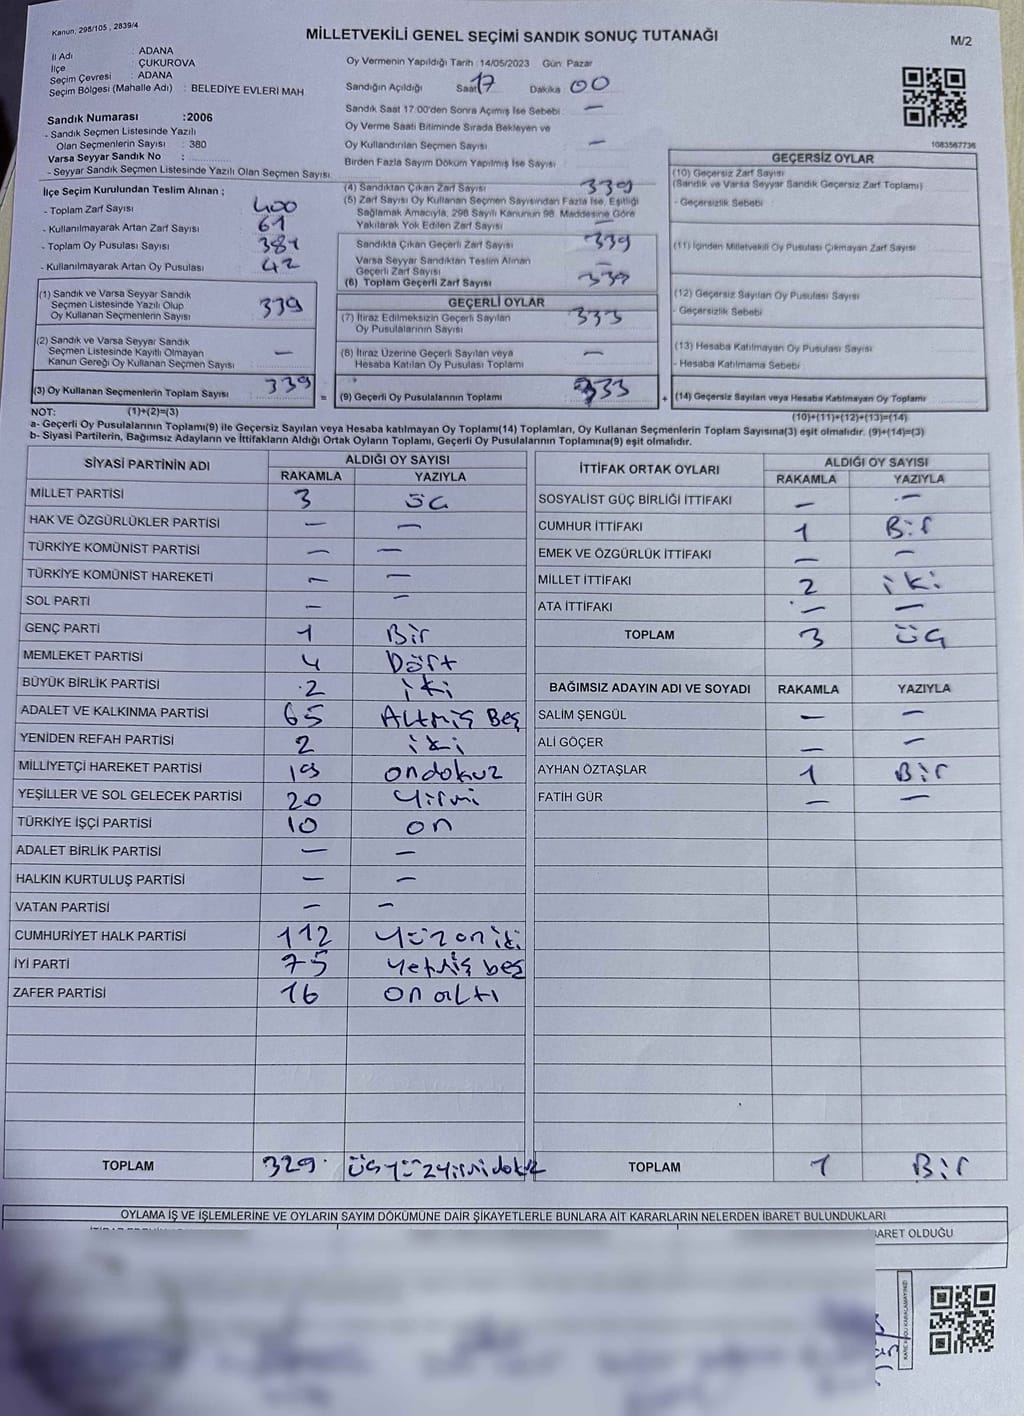 Kanun, 298/105 , 2839/4
MİLLETVEKİLİ GENEL SEÇİMİ SANDIK SONUÇ TUTANAĞI
M/2
İl Adı : ADANA
İlçe : ÇUKUROVA
Seçim Çevresi : ADANA
Seçim Bölgesi (Mahalle Adı) : BELEDİYE EVLERİ MAH
Sandık Numarası :2006
- Sandık Seçmen Listesinde Yazılı
Olan Seçmenlerin Sayısı : 380
Varsa Seyyar Sandık No :
- Seyyar Sandık Seçmen Listesinde Yazılı Olan Seçmen Sayısı
Oy Vermenin Yapıldığı Tarih : 14/05/2023 Gün: Pazar
Sandığın Açıldığı Saat 17 Dakika 00
Sandık Saat 17:00'den Sonra Açımış İse Sebebi : —
Oy Verme Saati Bitiminde Sırada Bekleyen ve
Oy Kullandırılan Seçmen Sayısı —
Birden Fazla Sayım Döküm Yapılmış İse Sayısı
1083567736
İlçe Seçim Kurulundan Teslim Alınan ;
- Toplam Zarf Sayısı 400
- Kullanılmayarak Artan Zarf Sayısı 61
- Toplam Oy Pusulası Sayısı 381
- Kullanılmayarak Artan Oy Pusulası 42
(4) Sandıktan Çıkan Zarf Sayısı 339
(5) Zarf Sayısı Oy Kullanan Seçmen Sayısından Fazla İse, Eşitliği
Sağlamak Amacıyla, 298 Sayılı Kanunun 98. Maddesine Göre
Yakılarak Yok Edilen Zarf Sayısı —
Sandıkta Çıkan Geçerli Zarf Sayısı 339
Varsa Seyyar Sandıktan Teslim Alınan
Geçerli Zarf Sayısı —
(6) Toplam Geçerli Zarf Sayısı 339
GEÇERSİZ OYLAR
(10) Geçersiz Zarf Sayısı
(Sandık ve Varsa Seyyar Sandık Geçersiz Zarf Toplamı)
- Geçersizlik Sebebi
(11) İçinden Milletvekili Oy Pusulası Çıkmayan Zarf Sayısı
(12) Geçersiz Sayılan Oy Pusulası Sayısı
- Geçersizlik Sebebi
(13) Hesaba Katılmayan Oy Pusulası Sayısı
- Hesaba Katılmama Sebebi
(14) Geçersiz Sayılan veya Hesaba Katılmayan Oy Toplamı
(10)+(11)+(12)+(13)=(14)
(1) Sandık ve Varsa Seyyar Sandık
Seçmen Listesinde Yazılı Olup
Oy Kullanan Seçmenlerin Sayısı 339
(2) Sandık ve Varsa Seyyar Sandık
Seçmen Listesinde Kayıtlı Olmayan
Kanun Gereği Oy Kullanan Seçmen Sayısı —
(3) Oy Kullanan Seçmenlerin Toplam Sayısı 339 =
GEÇERLİ OYLAR
(7) İtiraz Edilmeksizin Geçerli Sayılan
Oy Pusulalarının Sayısı 333
(8) İtiraz Üzerine Geçerli Sayılan veya
Hesaba Katılan Oy Pusulası Toplamı —
(9) Geçerli Oy Pusulalarının Toplamı 333 +
NOT: (1)+(2)=(3)
a- Geçerli Oy Pusulalarının Toplamı(9) ile Geçersiz Sayılan veya Hesaba katılmayan Oy Toplamı(14) Toplamları, Oy Kullanan Seçmenlerin Toplam Sayısına(3) eşit olmalıdır. (9)+(14)=(3)
b- Siyasi Partilerin, Bağımsız Adayların ve İttifakların Aldığı Ortak Oyların Toplamı, Geçerli Oy Pusulalarının Toplamına(9) eşit olmalıdır.
SİYASİ PARTİNİN ADI ALDIĞI OY SAYISI
RAKAMLA YAZIYLA
MİLLET PARTİSİ 3 üç
HAK VE ÖZGÜRLÜKLER PARTİSİ — —
TÜRKİYE KOMÜNİST PARTİSİ — —
TÜRKİYE KOMÜNİST HAREKETİ — —
SOL PARTİ — —
GENÇ PARTİ 1 Bir
MEMLEKET PARTİSİ 4 Dört
BÜYÜK BİRLİK PARTİSİ 2 iki
ADALET VE KALKINMA PARTİSİ 65 Altmış Beş
YENİDEN REFAH PARTİSİ 2 iki
MİLLİYETÇİ HAREKET PARTİSİ 19 ondokuz
YEŞİLLER VE SOL GELECEK PARTİSİ 20 Yirmi
TÜRKİYE İŞÇİ PARTİSİ 10 on
ADALET BİRLİK PARTİSİ — —
HALKIN KURTULUŞ PARTİSİ — —
VATAN PARTİSİ — —
CUMHURİYET HALK PARTİSİ 112 Yüz on iki
İYİ PARTİ 75 Yetmiş beş
ZAFER PARTİSİ 16 on altı
TOPLAM 329 üçyüzyirmidokuz
İTTİFAK ORTAK OYLARI ALDIĞI OY SAYISI
RAKAMLA YAZIYLA
SOSYALİST GÜÇ BİRLİĞİ İTTİFAKI — —
CUMHUR İTTİFAKI 1 Bir
EMEK VE ÖZGÜRLÜK İTTİFAKI — —
MİLLET İTTİFAKI 2 iki
ATA İTTİFAKI — —
TOPLAM 3 üç
BAĞIMSIZ ADAYIN ADI VE SOYADI RAKAMLA YAZIYLA
SALİM ŞENGÜL — —
ALİ GÖÇER — —
AYHAN ÖZTAŞLAR 1 Bir
FATİH GÜR — —
TOPLAM 1 Bir
OYLAMA İŞ VE İŞLEMLERİNE VE OYLARIN SAYIM DÖKÜMÜNE DAİR ŞİKAYETLERLE BUNLARA AİT KARARLARIN NELERDEN İBARET BULUNDUKLARI
BARET OLDUĞU